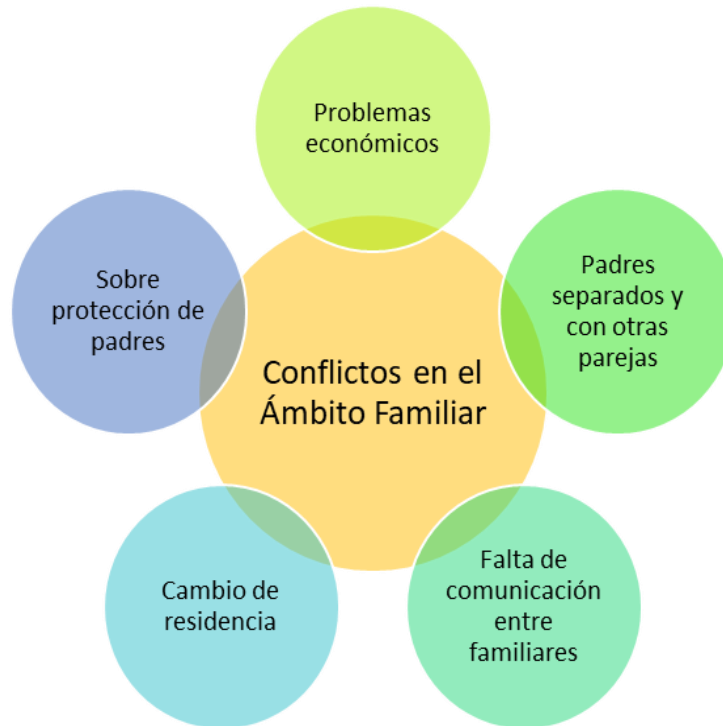 Problemas
económicos
Padres
separados y
con otras
parejas
Falta de
comunicación
entre
familiares
Cambio de
residencia
Sobre
protección de
padres
Conflictos en el
Ámbito Familiar